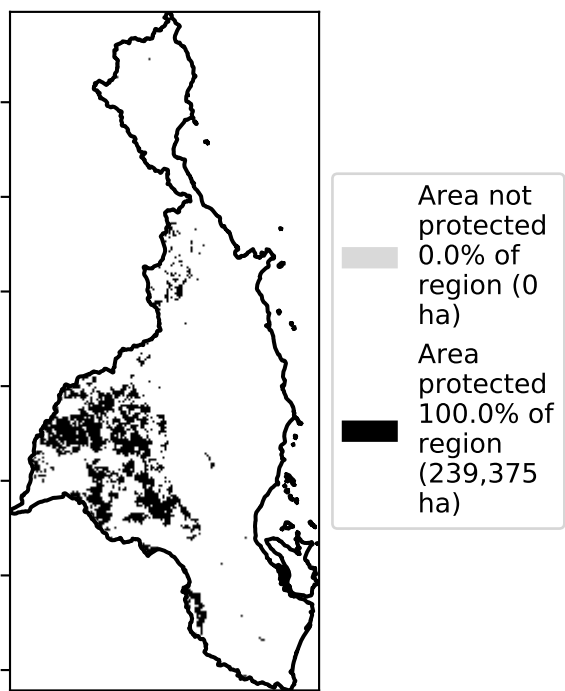 Area not
protected
0.0% of
region (0
ha)
Area
protected
100.0% of
region
(239,375
ha)